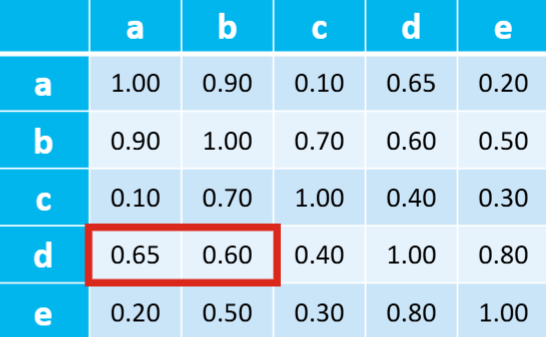 a b c d e
a 1.00 0.90 0.10 0.65 0.20
b 0.90 1.00 0.70 0.60 0.50
c 0.10 0.70 1.00 0.40 0.30
d 0.65 0.60 0.40 1.00 0.80
e 0.20 0.50 0.30 0.80 1.00